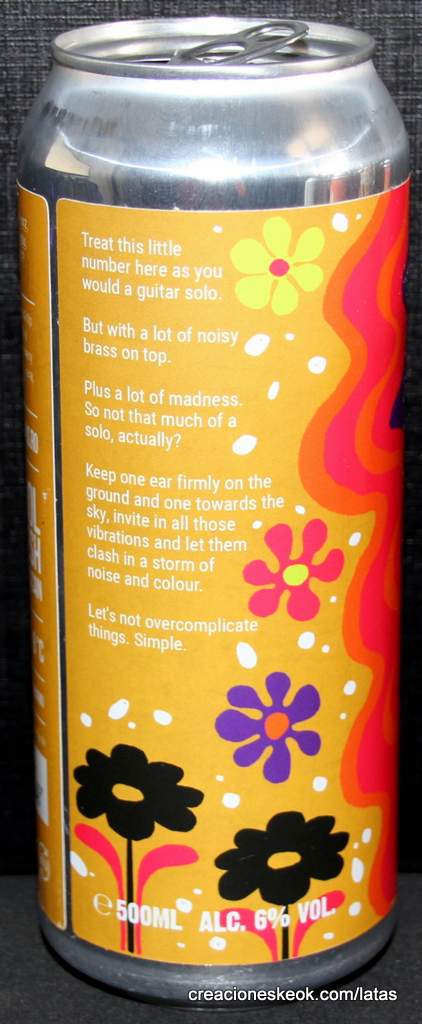 Treat this little
number here as you
would a guitar solo.
But with a lot of noisy
brass on top.
Plus a lot of madness.
So not that much of a
solo, actually?
Keep one ear firmly on the
ground and one towards the
sky, invite in all those
vibrations and let them
clash in a storm of
noise and colour.
Let's not overcomplicate
things. Simple.
e 500ML ALC. 6% VOL.
creacioneskeok.com/latas